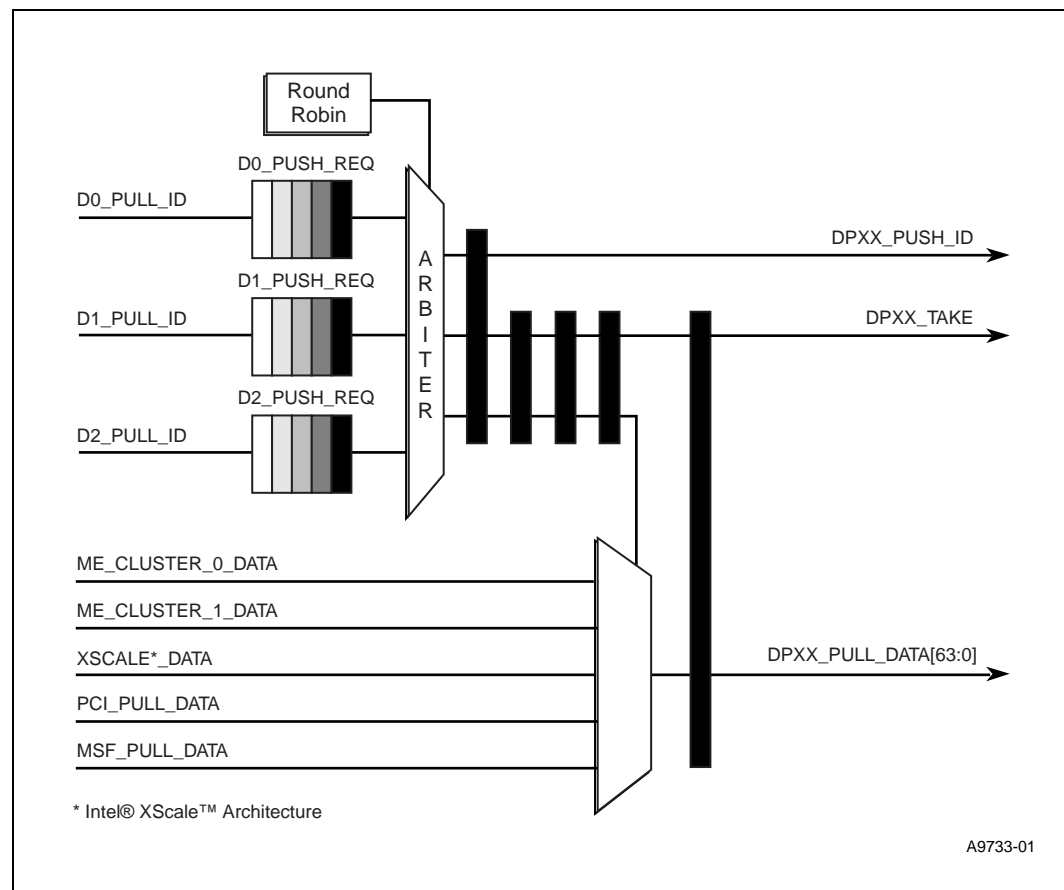 Round
Robin
D0_PUSH_REQ
D0_PULL_ID
DPXX_PUSH_ID
D1_PUSH_REQ
D1_PULL_ID
DPXX_TAKE
D2_PUSH_REQ
D2_PULL_ID
ARBITER
ME_CLUSTER_0_DATA
ME_CLUSTER_1_DATA
XSCALE*_DATA
DPXX_PULL_DATA[63:0]
PCI_PULL_DATA
MSF_PULL_DATA
* Intel® XScale™ Architecture
A9733-01